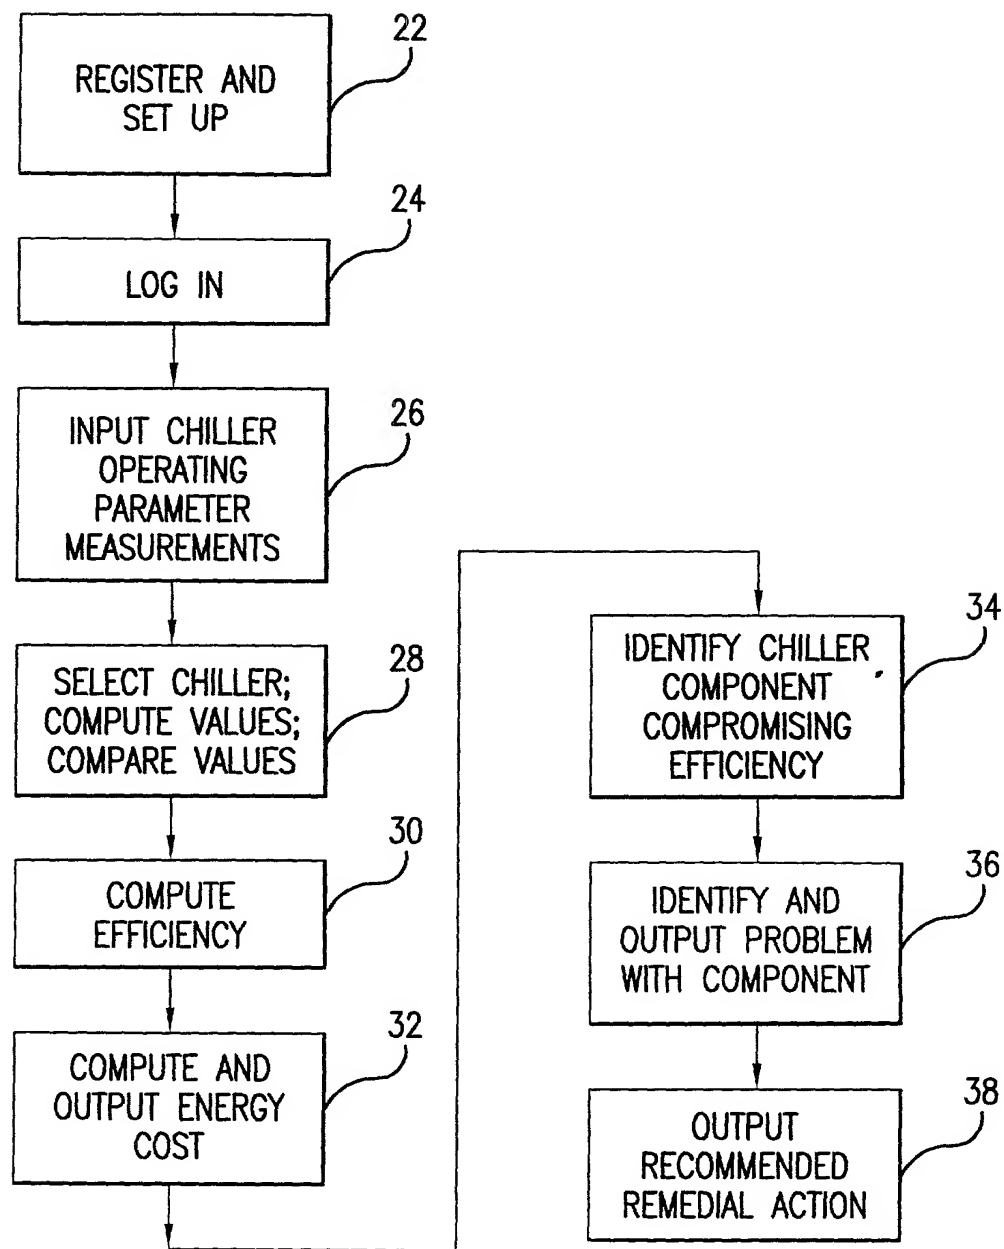 22
REGISTER AND
SET UP
24
LOG IN
26
INPUT CHILLER
OPERATING
PARAMETER
MEASUREMENTS
28
SELECT CHILLER;
COMPUTE VALUES;
COMPARE VALUES
30
COMPUTE
EFFICIENCY
32
COMPUTE AND
OUTPUT ENERGY
COST
34
IDENTIFY CHILLER
COMPONENT
COMPROMISING
EFFICIENCY
36
IDENTIFY AND
OUTPUT PROBLEM
WITH COMPONENT
38
OUTPUT
RECOMMENDED
REMEDIAL ACTION